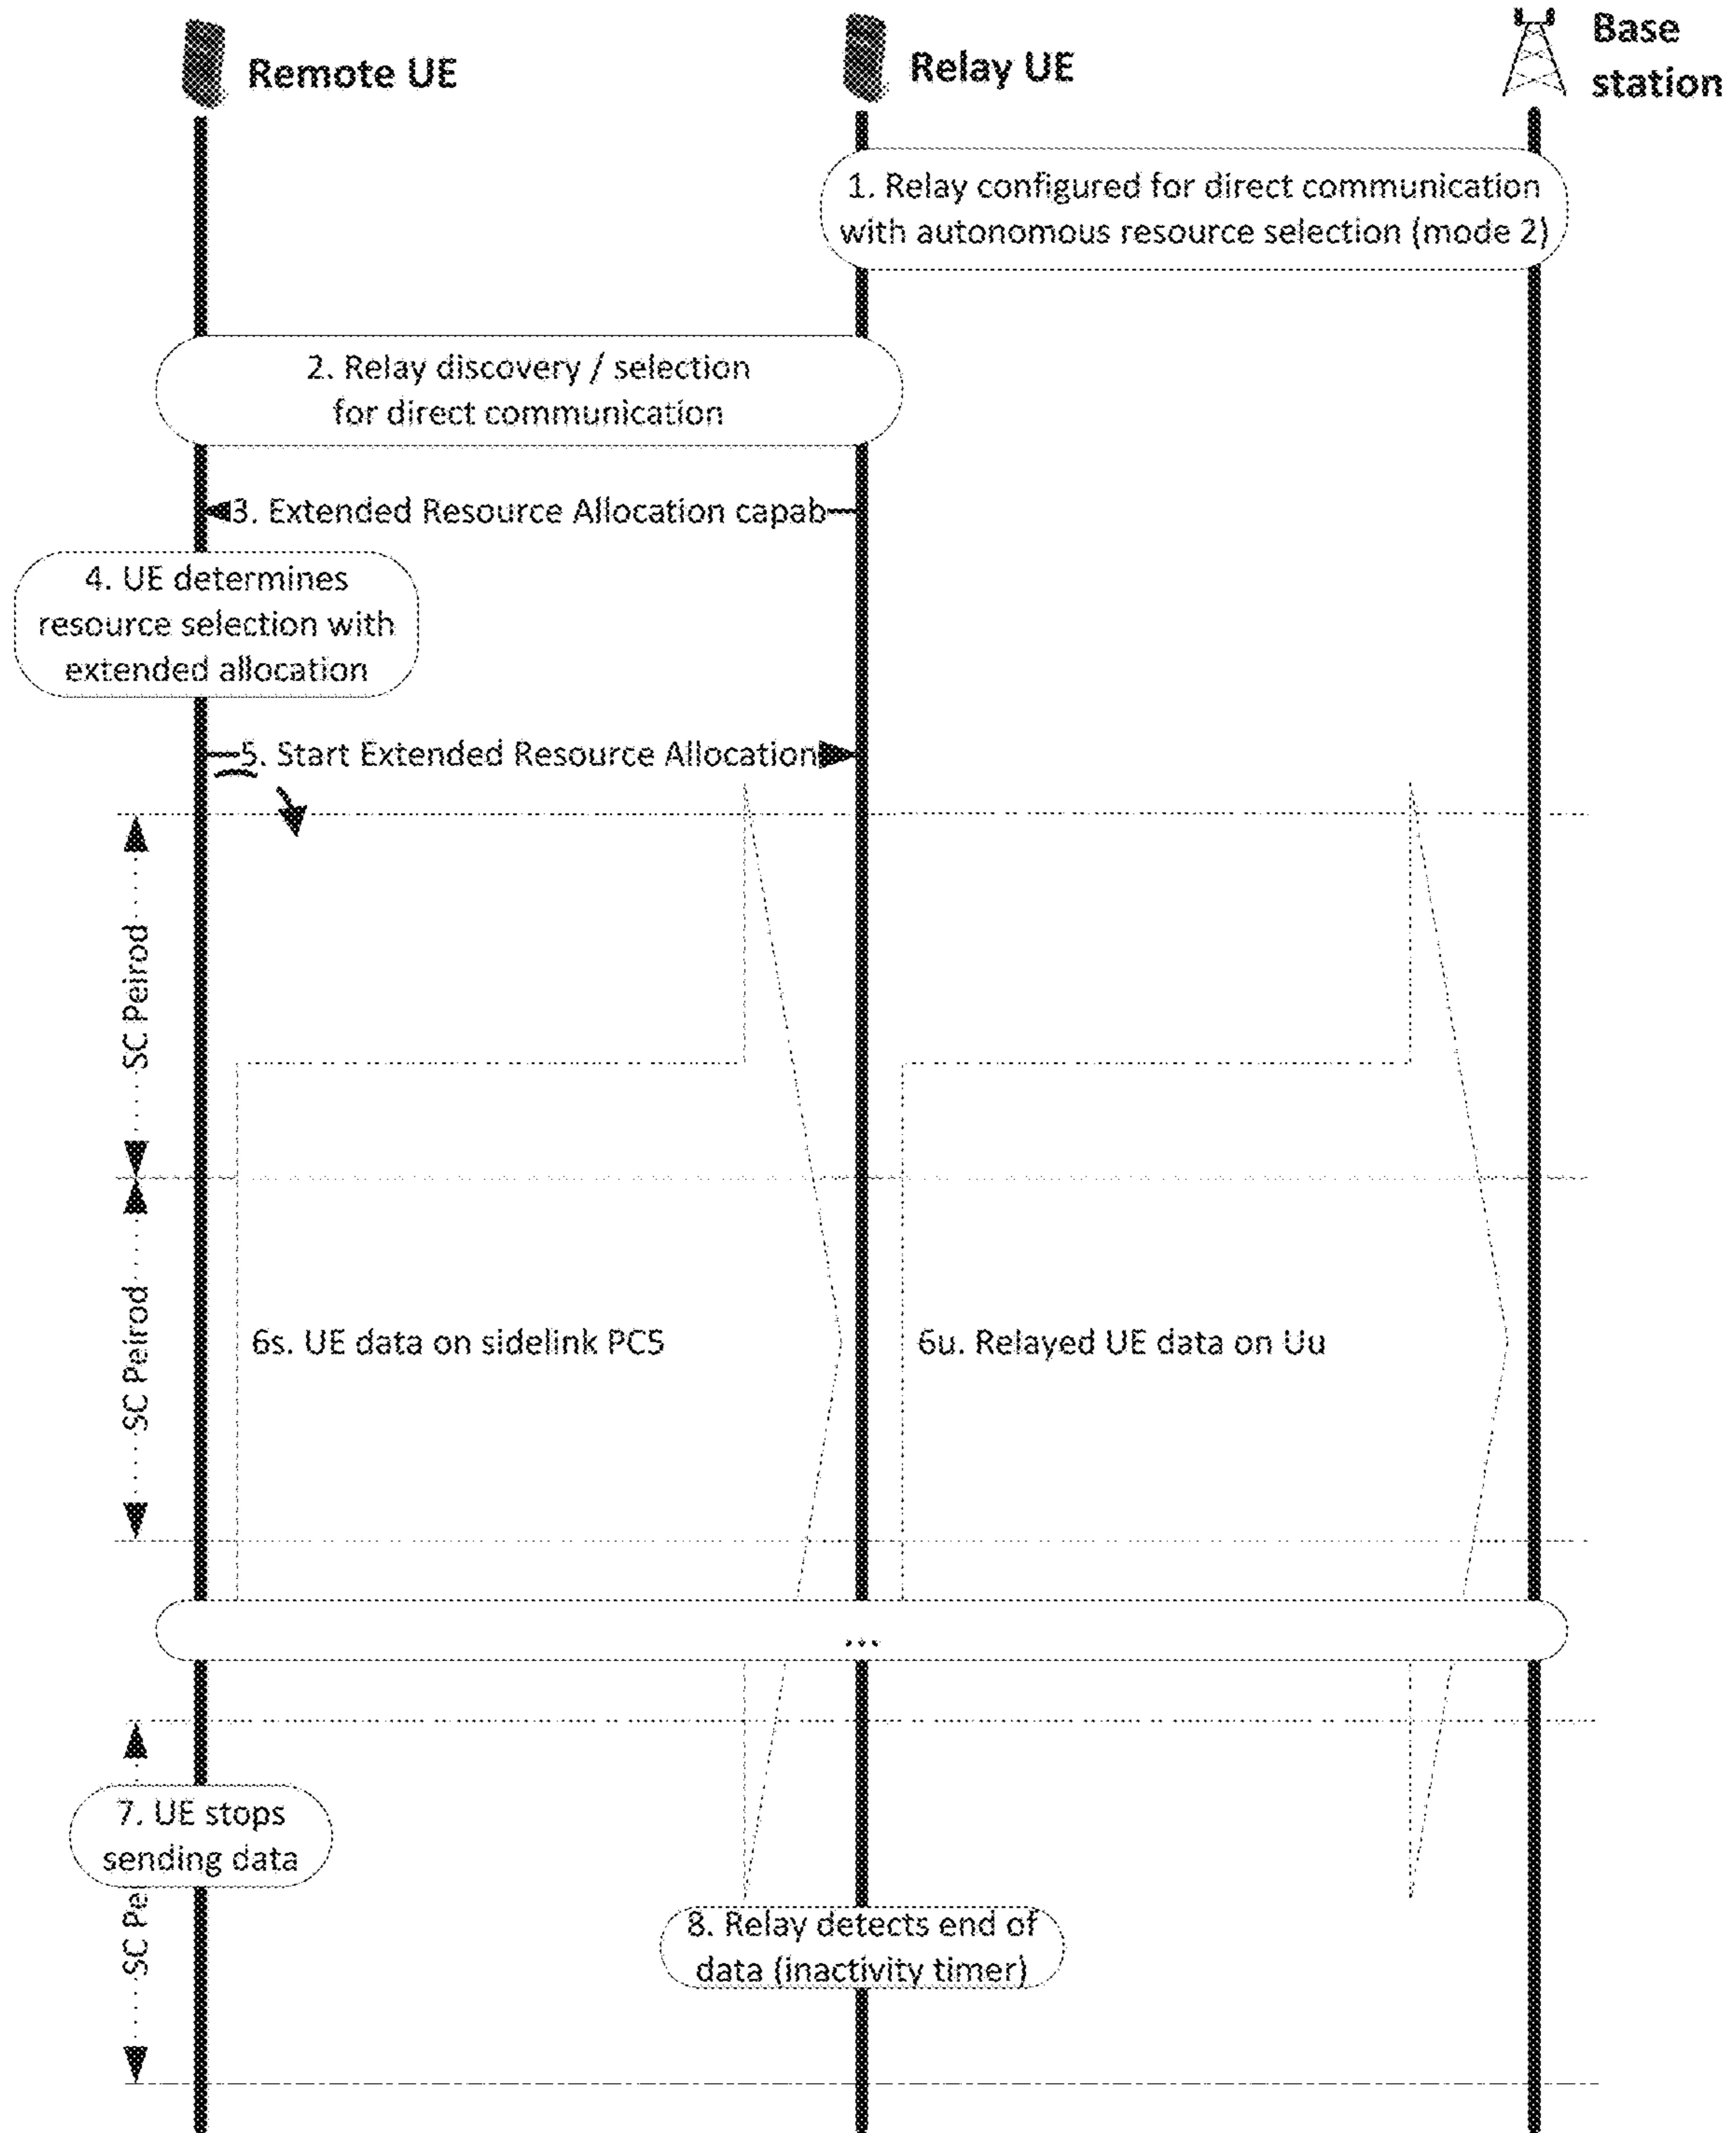 Remote UE
Relay UE
Base
station
1. Relay configured for direct communication
with autonomous resource selection (mode 2)
2. Relay discovery / selection
for direct communication
3. Extended Resource Allocation capab
4. UE determines
resource selection with
extended allocation
5. Start Extended Resource Allocation
SC Peirod
SC Peirod
6s. UE data on sidelink PC5
6u. Relayed UE data on Uu
...
7. UE stops
sending data
SC Pei
8. Relay detects end of
data (inactivity timer)